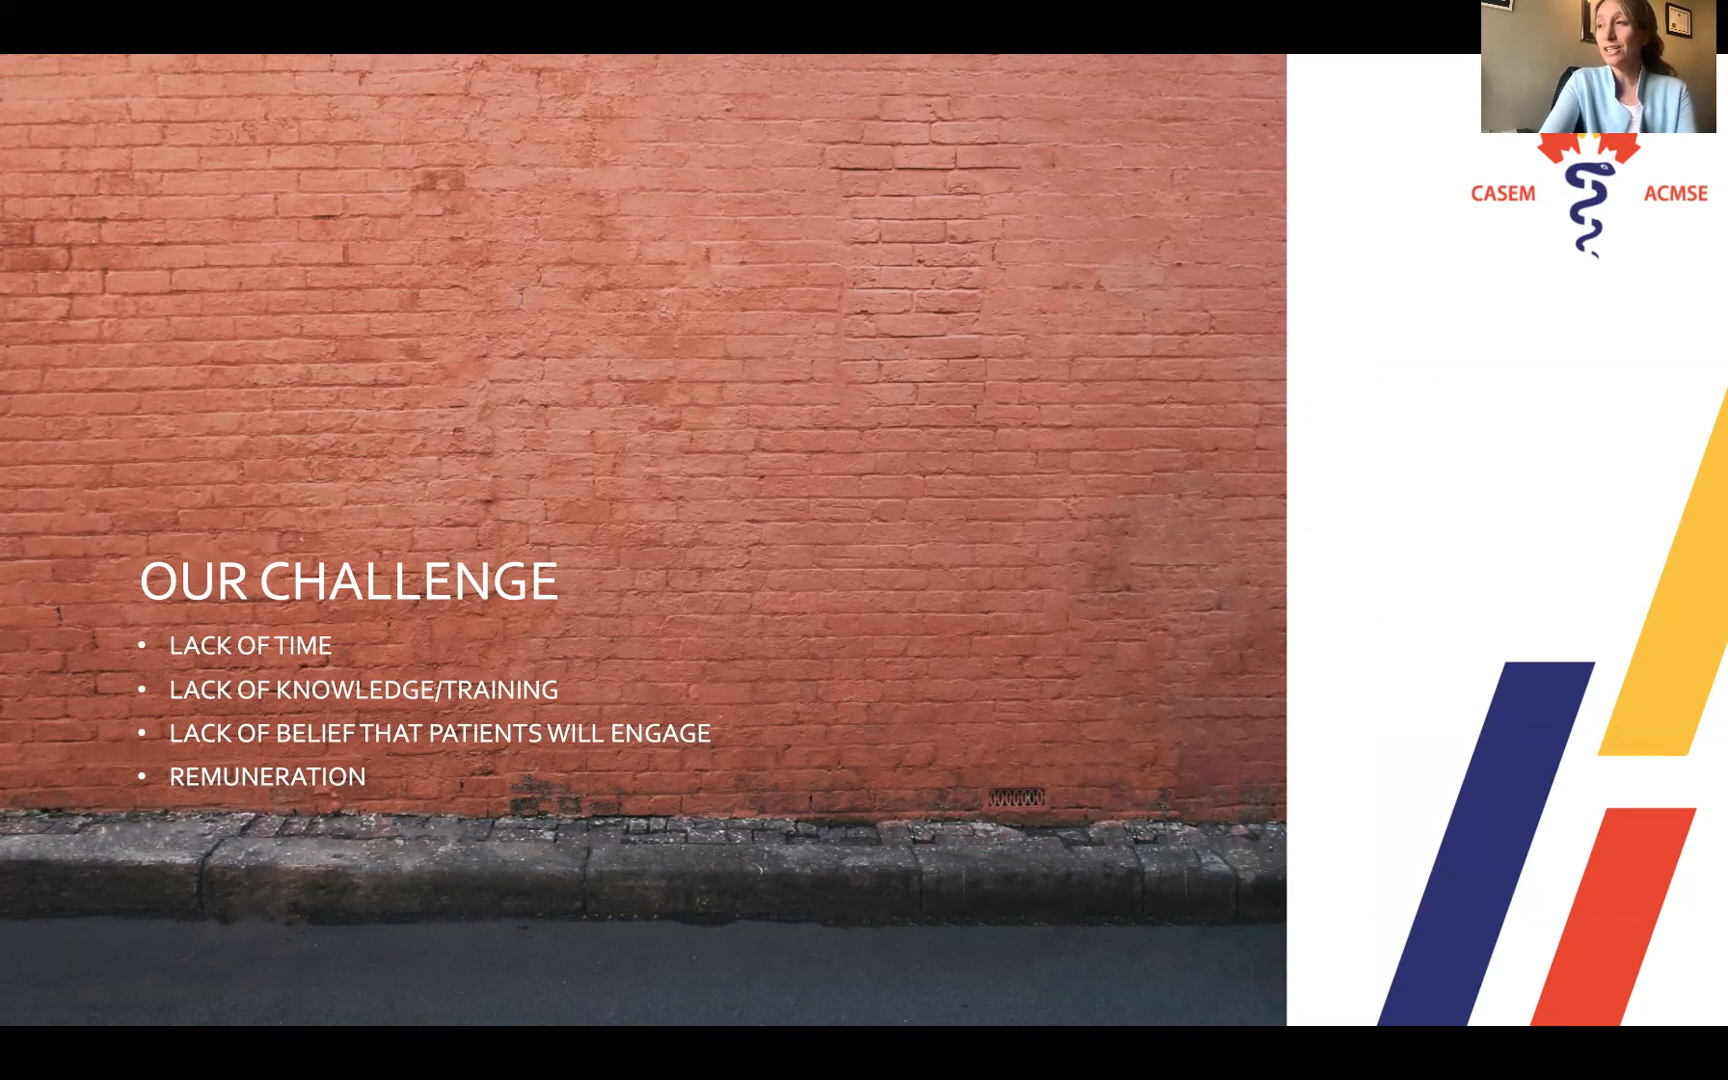 CASEM ACMSE
OUR CHALLENGE
• LACK OF TIME
• LACK OF KNOWLEDGE/TRAINING
• LACK OF BELIEF THAT PATIENTS WILL ENGAGE
• REMUNERATION